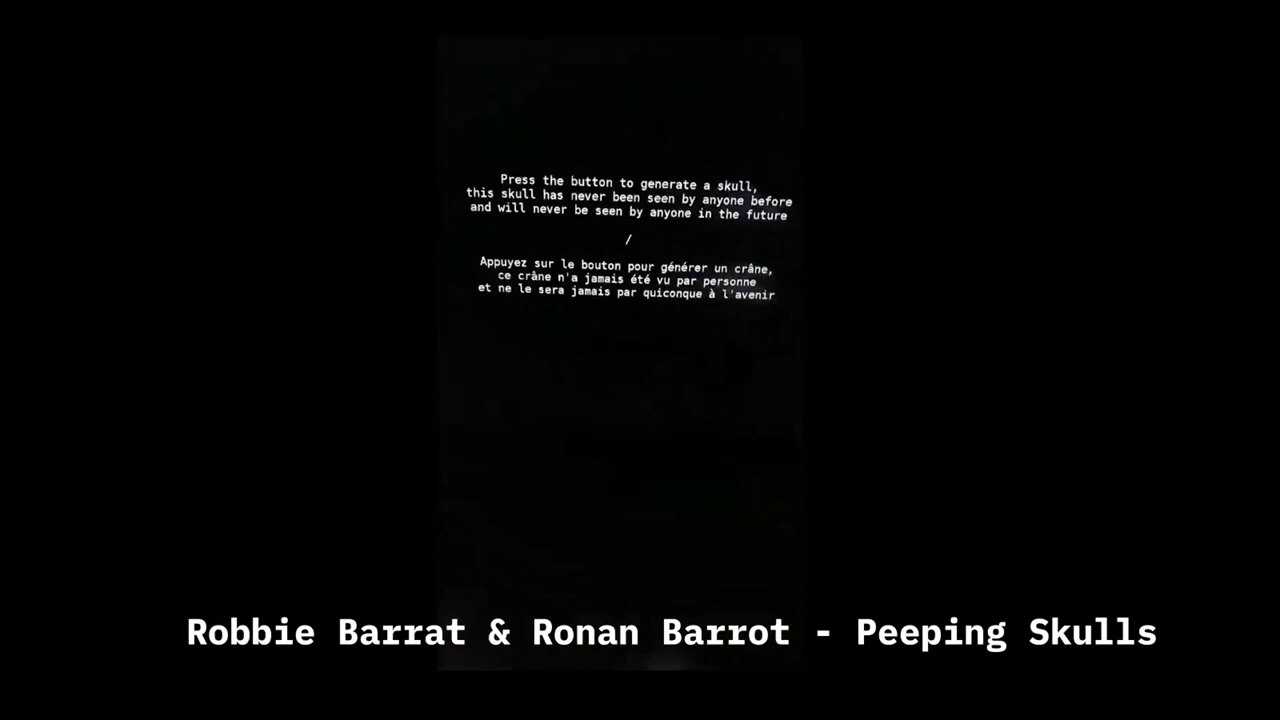 Press the button to generate a skull,
this skull has never been seen by anyone before
and will never be seen by anyone in the future
/
Appuyez sur le bouton pour générer un crâne,
ce crâne n'a jamais été vu par personne
et ne le sera jamais par quiconque à l'avenir
Robbie Barrat & Ronan Barrot - Peeping Skulls